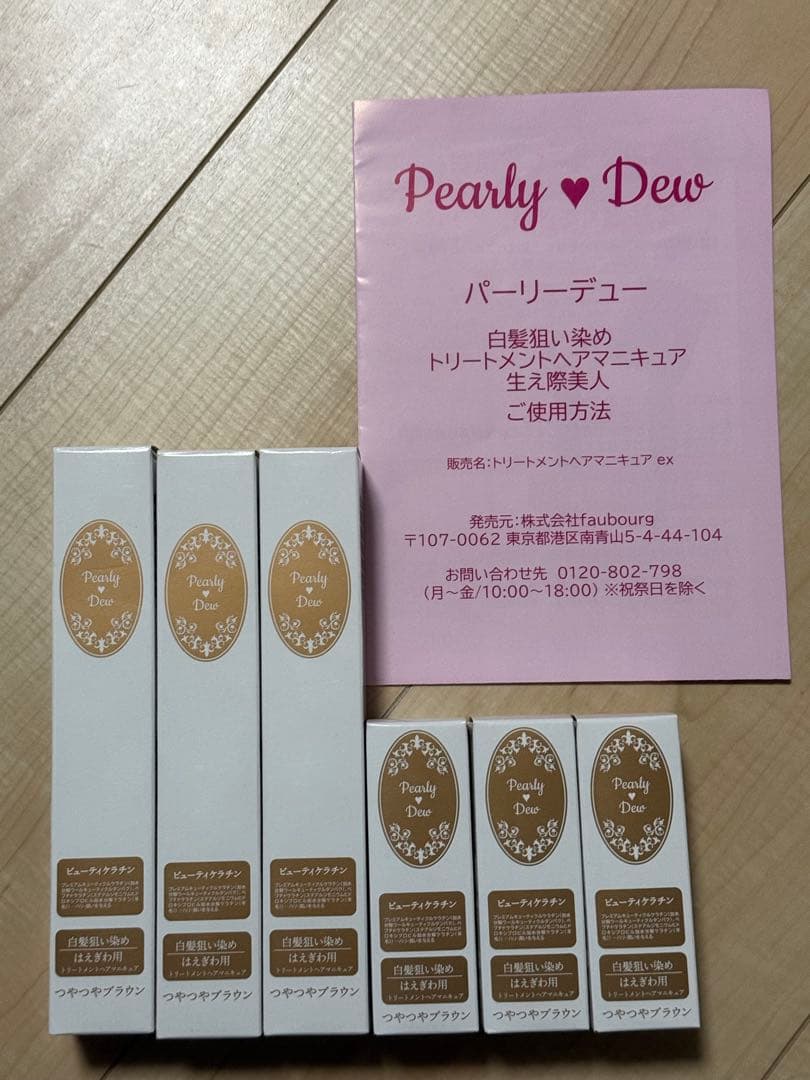 Pearly ♥ Dew
パーリーデュー
白髪狙い染め
トリートメントヘアマニキュア
生え際美人
ご使用方法
販売名:トリートメントヘアマニキュア ex
発売元:株式会社faubourg
〒107-0062 東京都港区南青山5-4-44-104
お問い合わせ先 0120-802-798
(月〜金/10:00〜18:00) ※祝祭日を除く
Pearly
♥
Dew
ビューティケラチン
白髪狙い染め
はえぎわ用
トリートメントヘアマニキュア
つやつやブラウン
Pearly
♥
Dew
ビューティケラチン
白髪狙い染め
はえぎわ用
トリートメントヘアマニキュア
つやつやブラウン
Pearly
♥
Dew
ビューティケラチン
白髪狙い染め
はえぎわ用
トリートメントヘアマニキュア
つやつやブラウン
Pearly
♥
Dew
ビューティケラチン
白髪狙い染め
はえぎわ用
トリートメントヘアマニキュア
つやつやブラウン
Pearly
♥
Dew
ビューティケラチン
白髪狙い染め
はえぎわ用
トリートメントヘアマニキュア
つやつやブラウン
Pearly
♥
Dew
ビューティケラチン
白髪狙い染め
はえぎわ用
トリートメントヘアマニキュア
つやつやブラウン